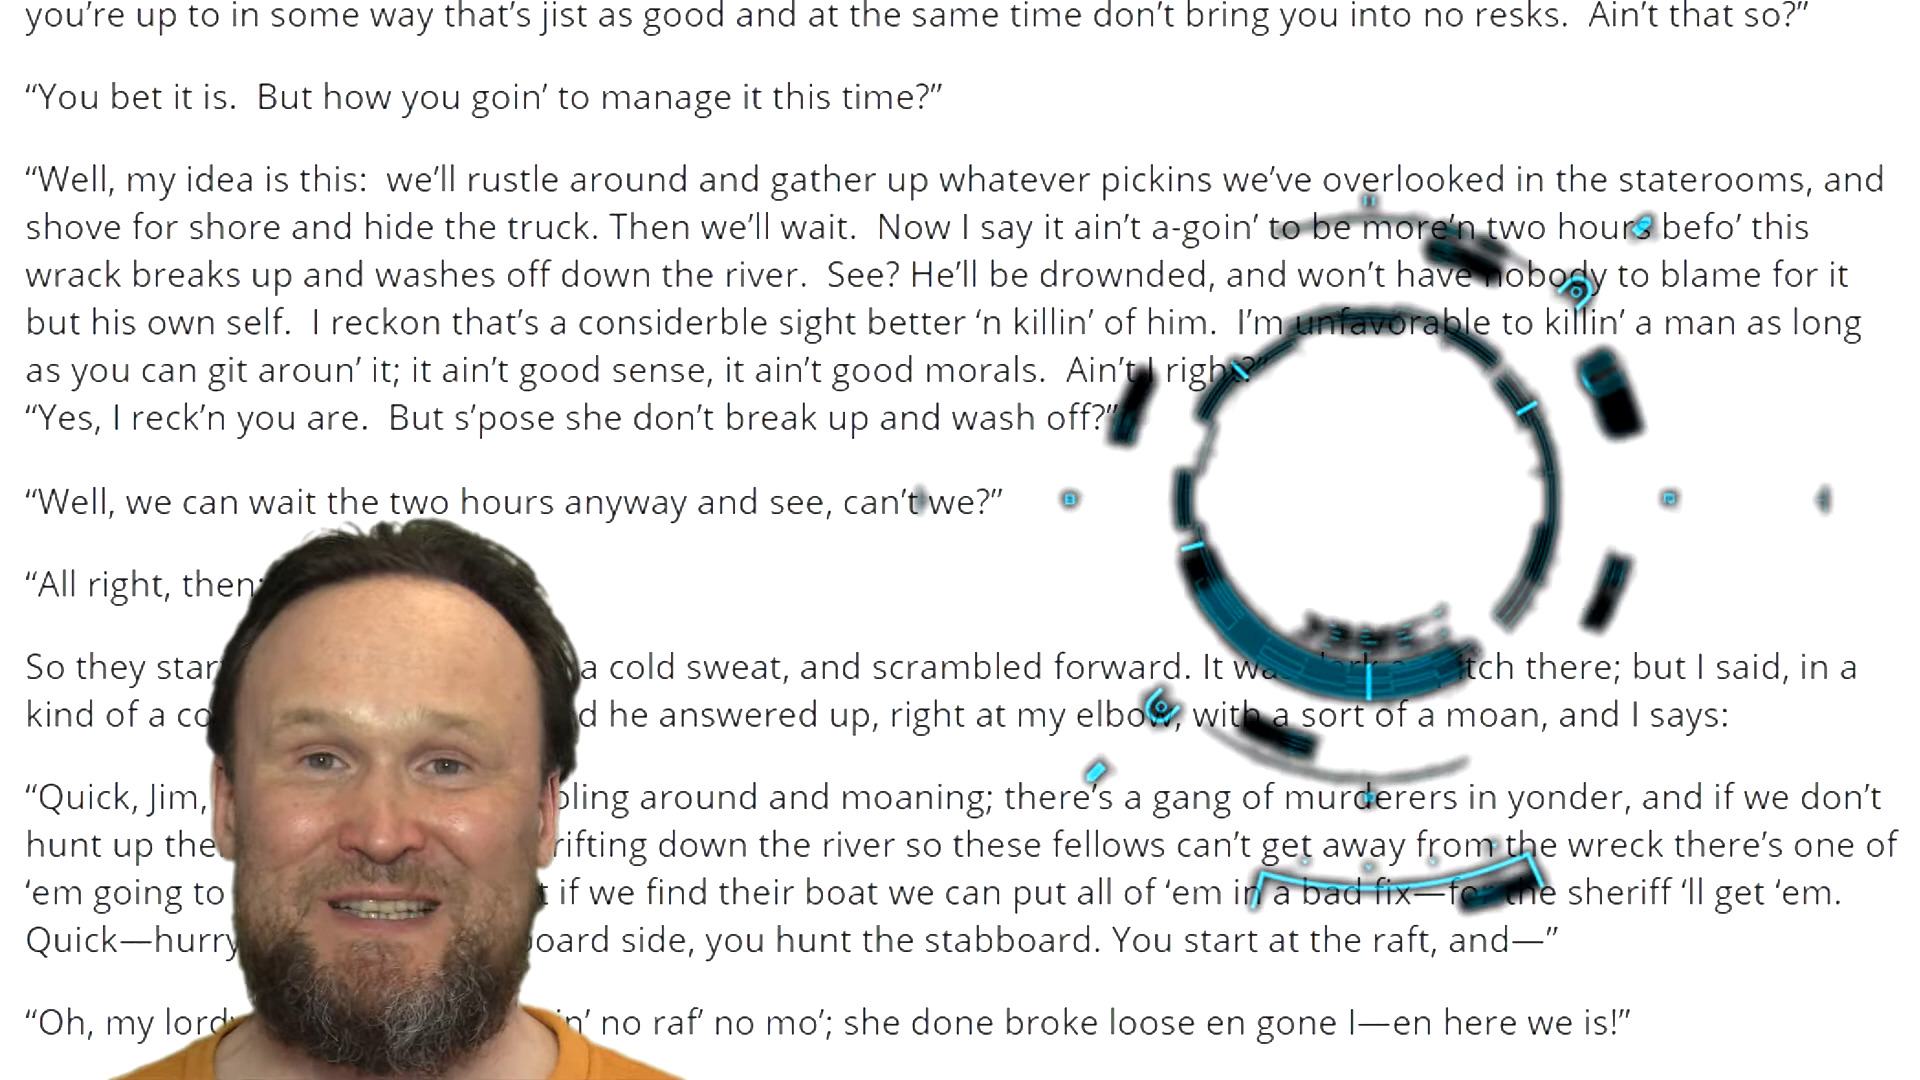 you’re up to in some way that’s jist as good and at the same time don’t bring you into no resks.  Ain’t that so?”
“You bet it is.  But how you goin’ to manage it this time?”
“Well, my idea is this:  we’ll rustle around and gather up whatever pickins we’ve overlooked in the staterooms, and
shove for shore and hide the truck. Then we’ll wait.  Now I say it ain’t a-goin’ to be more’n two hours befo’ this
wrack breaks up and washes off down the river.  See? He’ll be drownded, and won’t have nobody to blame for it
but his own self.  I reckon that’s a considerble sight better ‘n killin’ of him.  I’m unfavorable to killin’ a man as long
as you can git aroun’ it; it ain’t good sense, it ain’t good morals.  Ain’t I right?”
“Yes, I reck’n you are.  But s’pose she don’t break up and wash off?”
“Well, we can wait the two hours anyway and see, can’t we?”
“All right, then;
So they a cold sweat, and scrambled forward. It there; but I said, in a
kind of a he answered up, right at my elbow, with a sort of a moan, and I says:
“Quick, Jim, around and moaning; there’s a gang of murderers in yonder, and if we don’t
hunt up down the river so these fellows can’t get away from the wreck there’s one of
‘em going to if we find their boat we can put all of ‘em in a bad fix—for the sheriff ‘ll get ‘em.
Quick—hurry side, you hunt the stabboard. You start at the raft, and—”
“Oh, my no raf’ no mo’; she done broke loose en gone I—en here we is!”